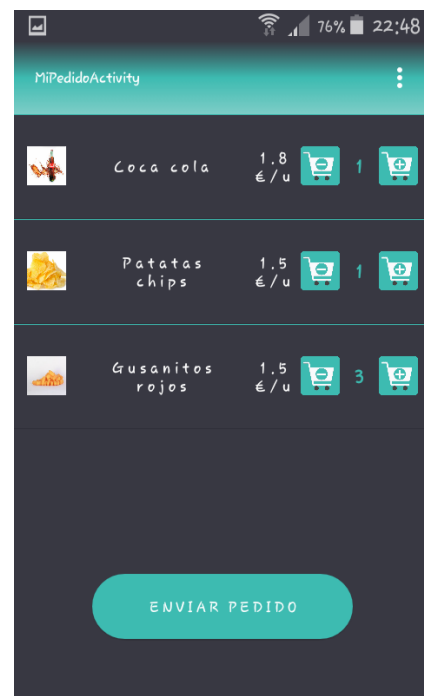 76% 22:48
MiPedidoActivity
Coca cola
1.8
€/u
1
Patatas
chips
1.5
€/u
1
Gusanitos
rojos
1.5
€/u
3
ENVIAR PEDIDO